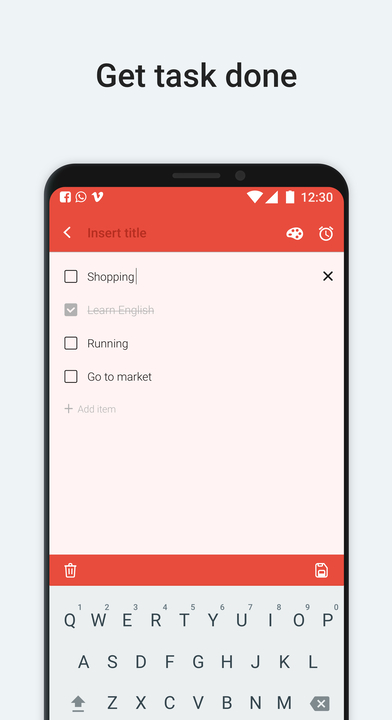 Get task done
12:30
Insert title
Shopping
Learn English
Running
Go to market
+ Add item
1 2 3 4 5 6 7 8 9 0
Q W E R T Y U I O P
A S D F G H J K L
Z X C V B N M